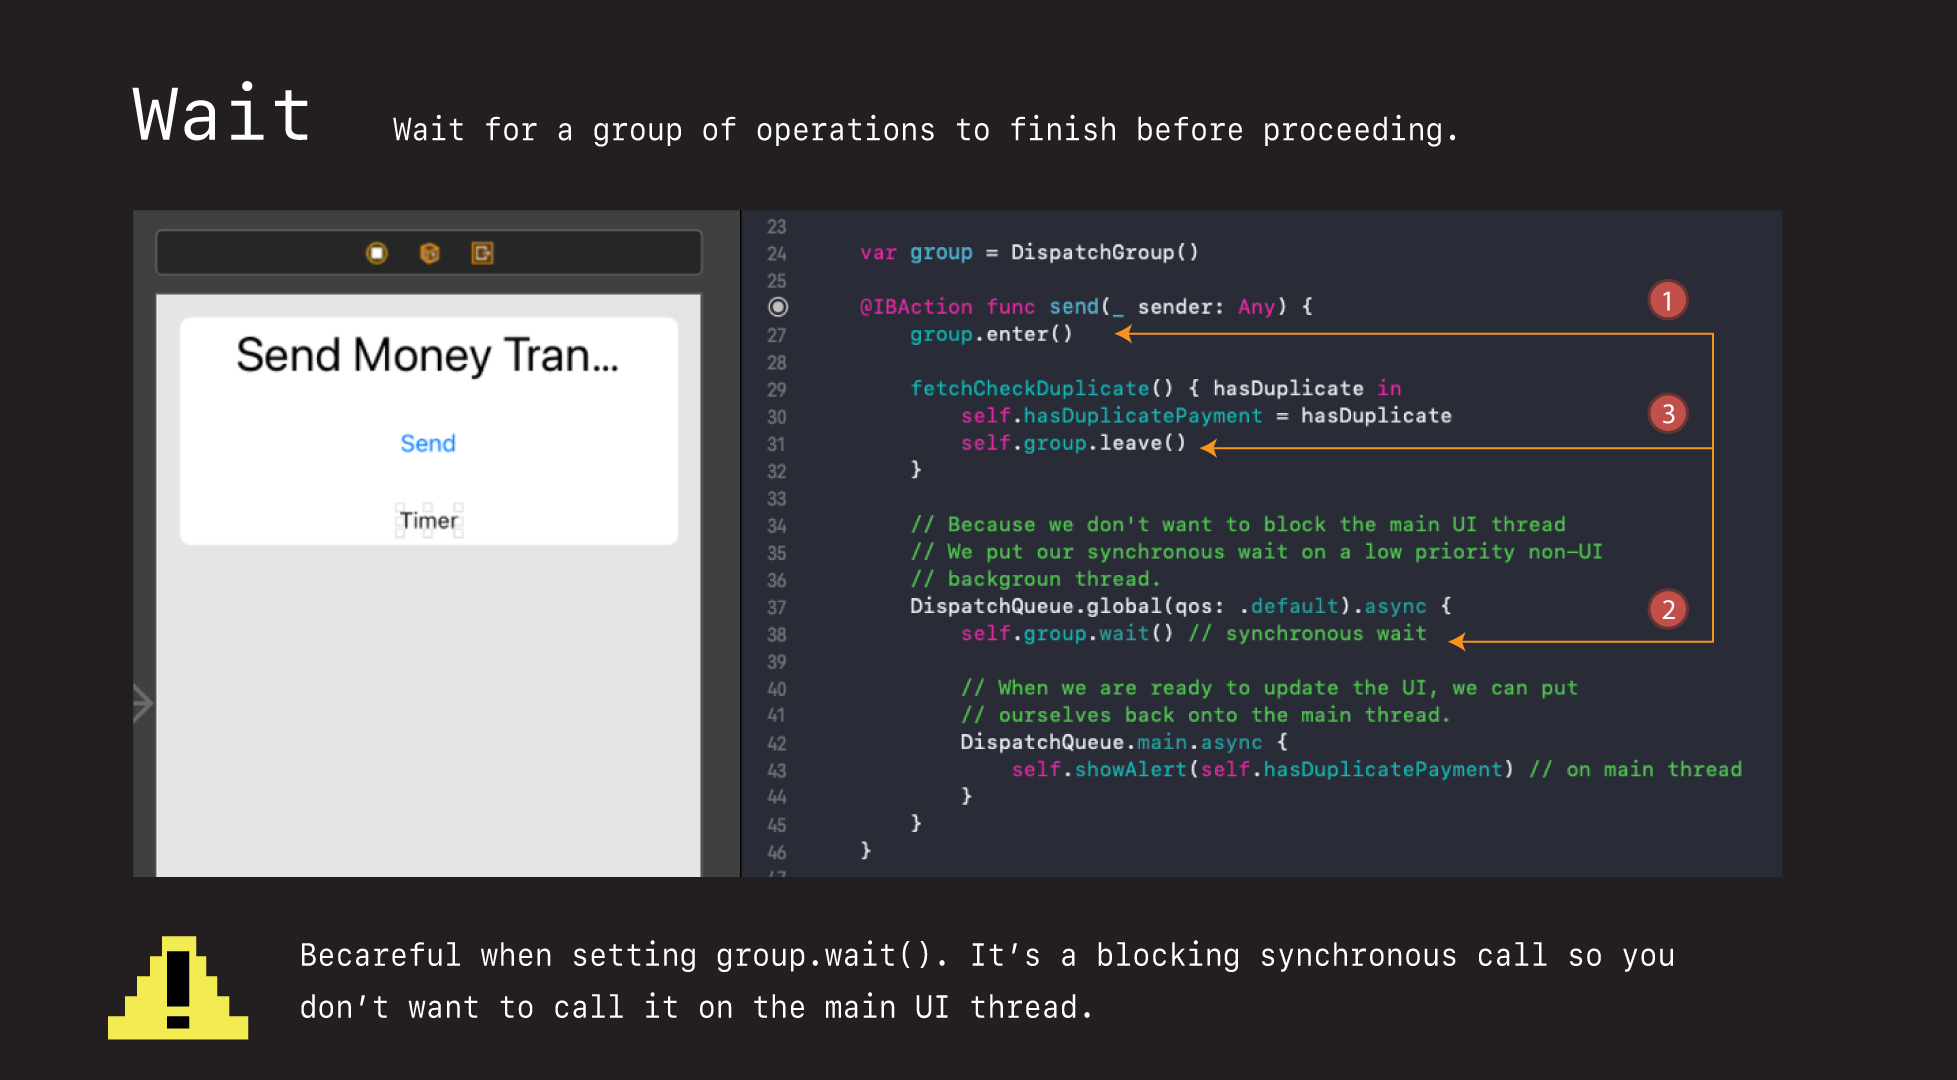 Wait
Wait for a group of operations to finish before proceeding.
Send Money Tran...
Send
Timer
23
24 var group = DispatchGroup()
25
@IBAction func send(_ sender: Any) {
27 group.enter()
28
29 fetchCheckDuplicate() { hasDuplicate in
30 self.hasDuplicatePayment = hasDuplicate
31 self.group.leave()
32 }
33
34 // Because we don't want to block the main UI thread
35 // We put our synchronous wait on a low priority non-UI
36 // backgroun thread.
37 DispatchQueue.global(qos: .default).async {
38 self.group.wait() // synchronous wait
39
40 // When we are ready to update the UI, we can put
41 // ourselves back onto the main thread.
42 DispatchQueue.main.async {
43 self.showAlert(self.hasDuplicatePayment) // on main thread
44 }
45 }
46 }
47
1
3
2
Becareful when setting group.wait(). It's a blocking synchronous call so you
don't want to call it on the main UI thread.